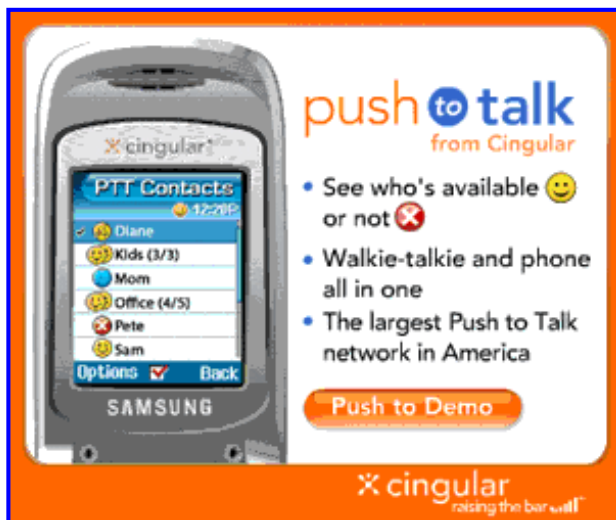 cingular
PTT Contacts
12:20P
Diane
Kids (3/3)
Mom
Office (4/5)
Pete
Sam
Options Back
SAMSUNG
push to talk
from Cingular
See who's available
or not
Walkie-talkie and phone
all in one
The largest Push to Talk
network in America
Push to Demo
cingular
raising the bar